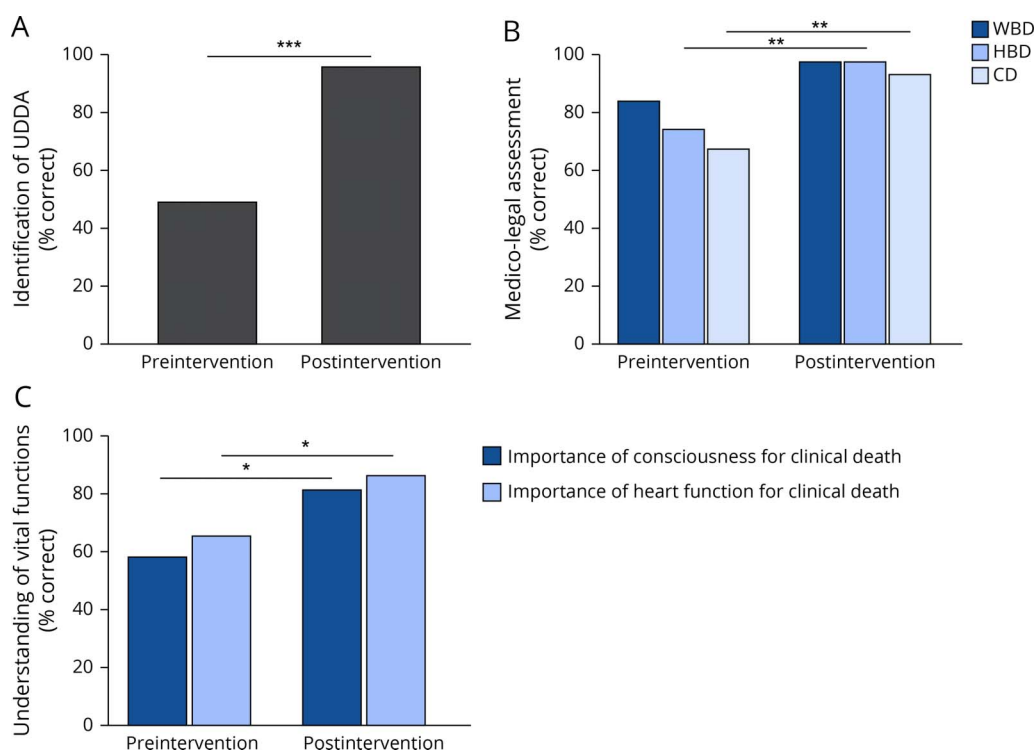 A
Identification of UDDA
(% correct)
100
80
60
40
20
0
***
Preintervention
Postintervention
B
Medico-legal assessment
(% correct)
100
80
60
40
20
0
**
**
Preintervention
Postintervention
WBD
HBD
CD
C
Understanding of vital functions
(% correct)
100
80
60
40
20
0
*
*
Preintervention
Postintervention
Importance of consciousness for clinical death
Importance of heart function for clinical death